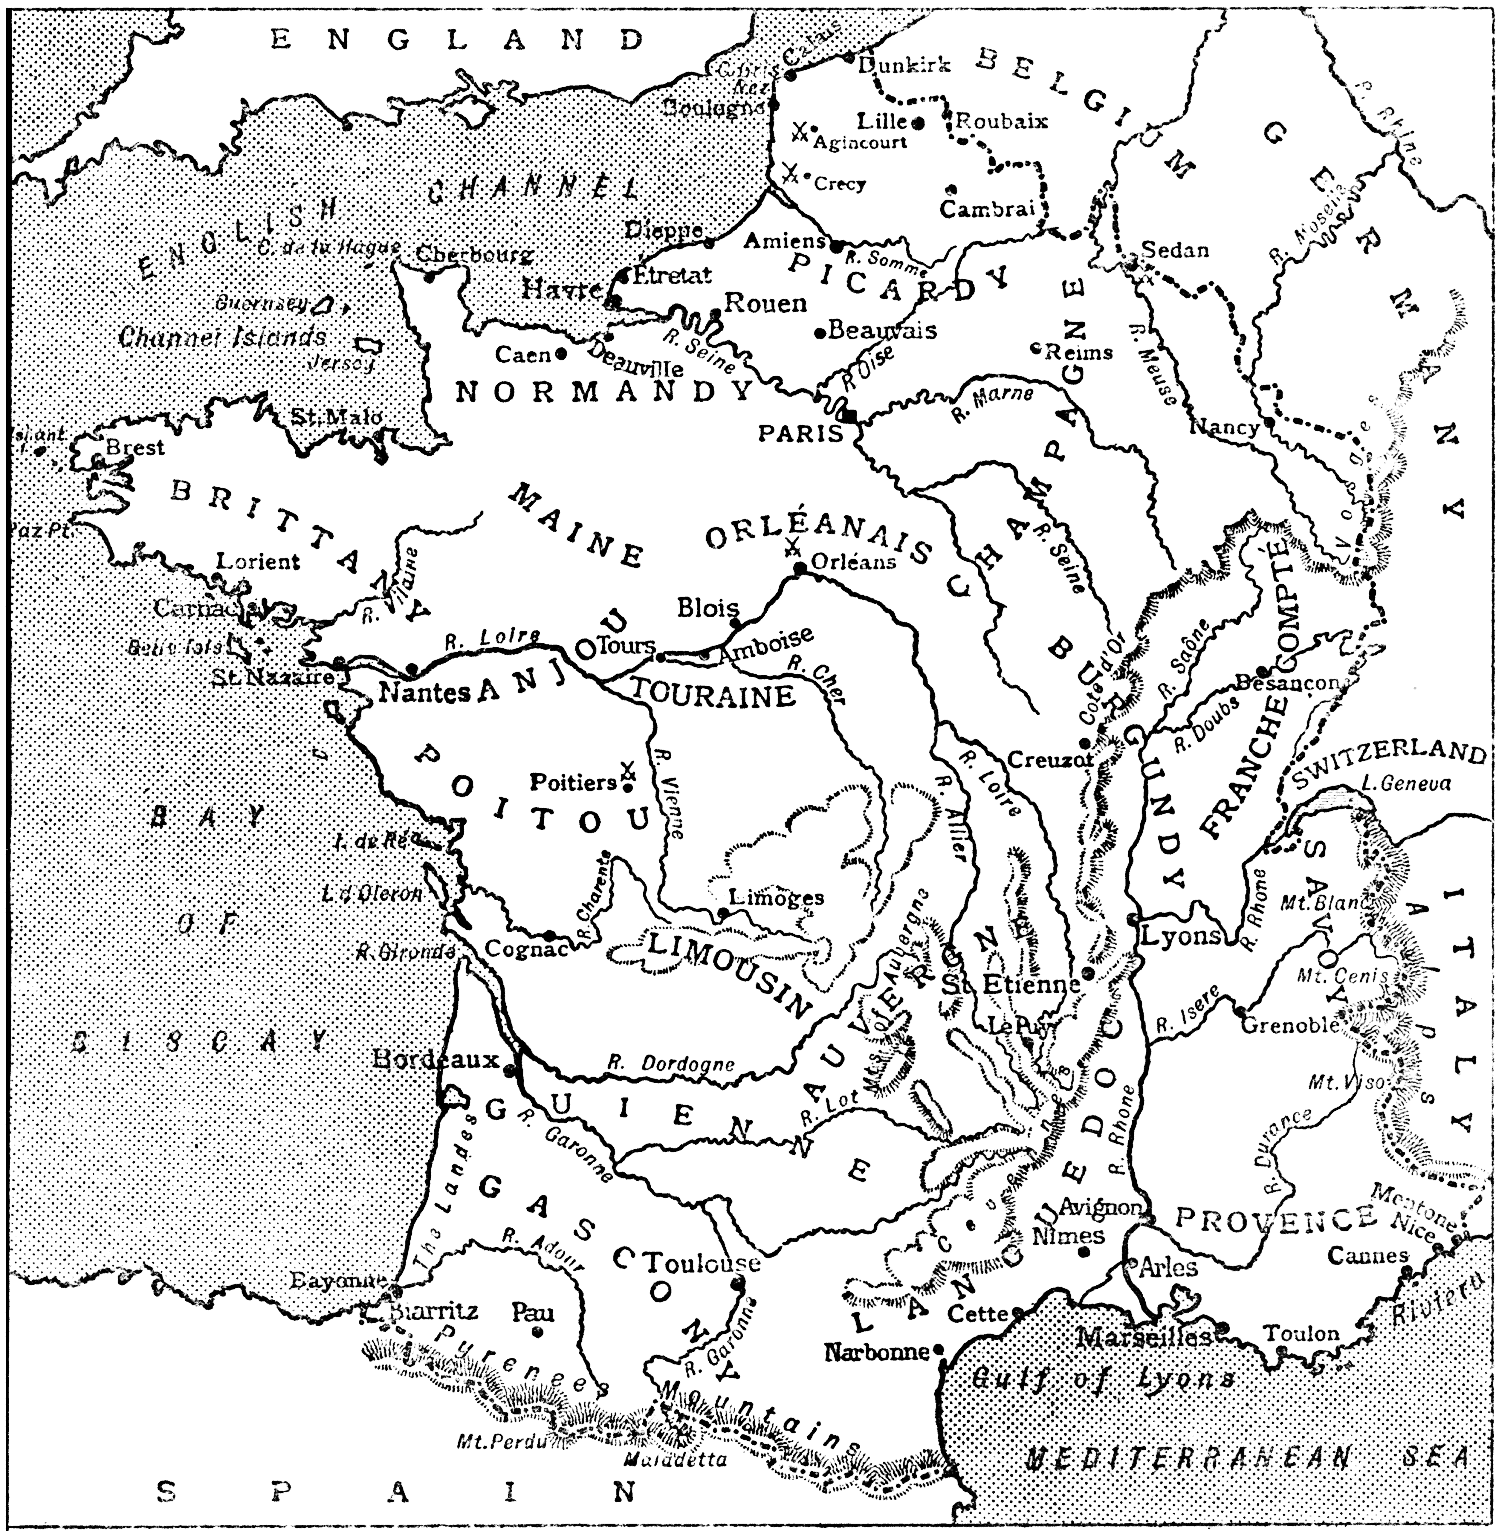 ENGLAND
Calais
Dunkirk
BELGIUM
C. Gris
Nez
Boulogne
Lille
Roubaix
Agincourt
Crecy
Cambrai
GERMANY
R. Rhine
R. Moselle
ENGLISH CHANNEL
C. de la Hague
Cherbourg
Dieppe
Amiens
R. Somme
PICARDY
Sedan
Guernsey
Channel Islands
Jersey
Étretat
Havre
Rouen
Beauvais
Caen
Deauville
R. Seine
R. Oise
Reims
R. Meuse
NORMANDY
R. Marne
CHAMPAGNE
St. Malo
PARIS
Nancy
Vosges
Brest
BRITTANY
MAINE
ORLÉANAIS
Orléans
R. Seine
Raz Pt.
Lorient
R. Vilaine
Carnac
Belle Isle
St. Nazaire
Nantes
R. Loire
ANJOU
Blois
Tours
Amboise
TOURAINE
R. Cher
Cote d'Or
BURGUNDY
R. Saône
FRANCHE COMPTÉ
Besançon
R. Doubs
Creuzot
SWITZERLAND
L. Geneva
POITOU
Poitiers
R. Vienne
R. Allier
R. Loire
I. de Rea
I. d Oleron
BAY
OF
BISCAY
R. Charente
Limoges
Cognac
LIMOUSIN
R. Gironde
Mts. of Auvergne
AUVERGNE
St. Etienne
Le Puy
Lyons
R. Rhone
SAVOY
Mt. Blanc
Mt. Cenis
Alps
ITALY
R. Isere
Grenoble
Mt. Viso
Bordeaux
R. Dordogne
GUIENNE
R. Lot
R. Garonne
The Landes
GASCONY
R. Adour
Cevennes
LANGUEDOC
R. Rhone
R. Durance
Avignon
Nimes
PROVENCE
Mentone
Nice
Cannes
Riviera
Arles
Toulouse
Bayonne
Biarritz
Pau
R. Garonne
Cette
Narbonne
Marseilles
Toulon
Gulf of Lyons
Pyrenees Mountains
Mt. Perdu
Maladetta
MEDITERRANEAN SEA
SPAIN